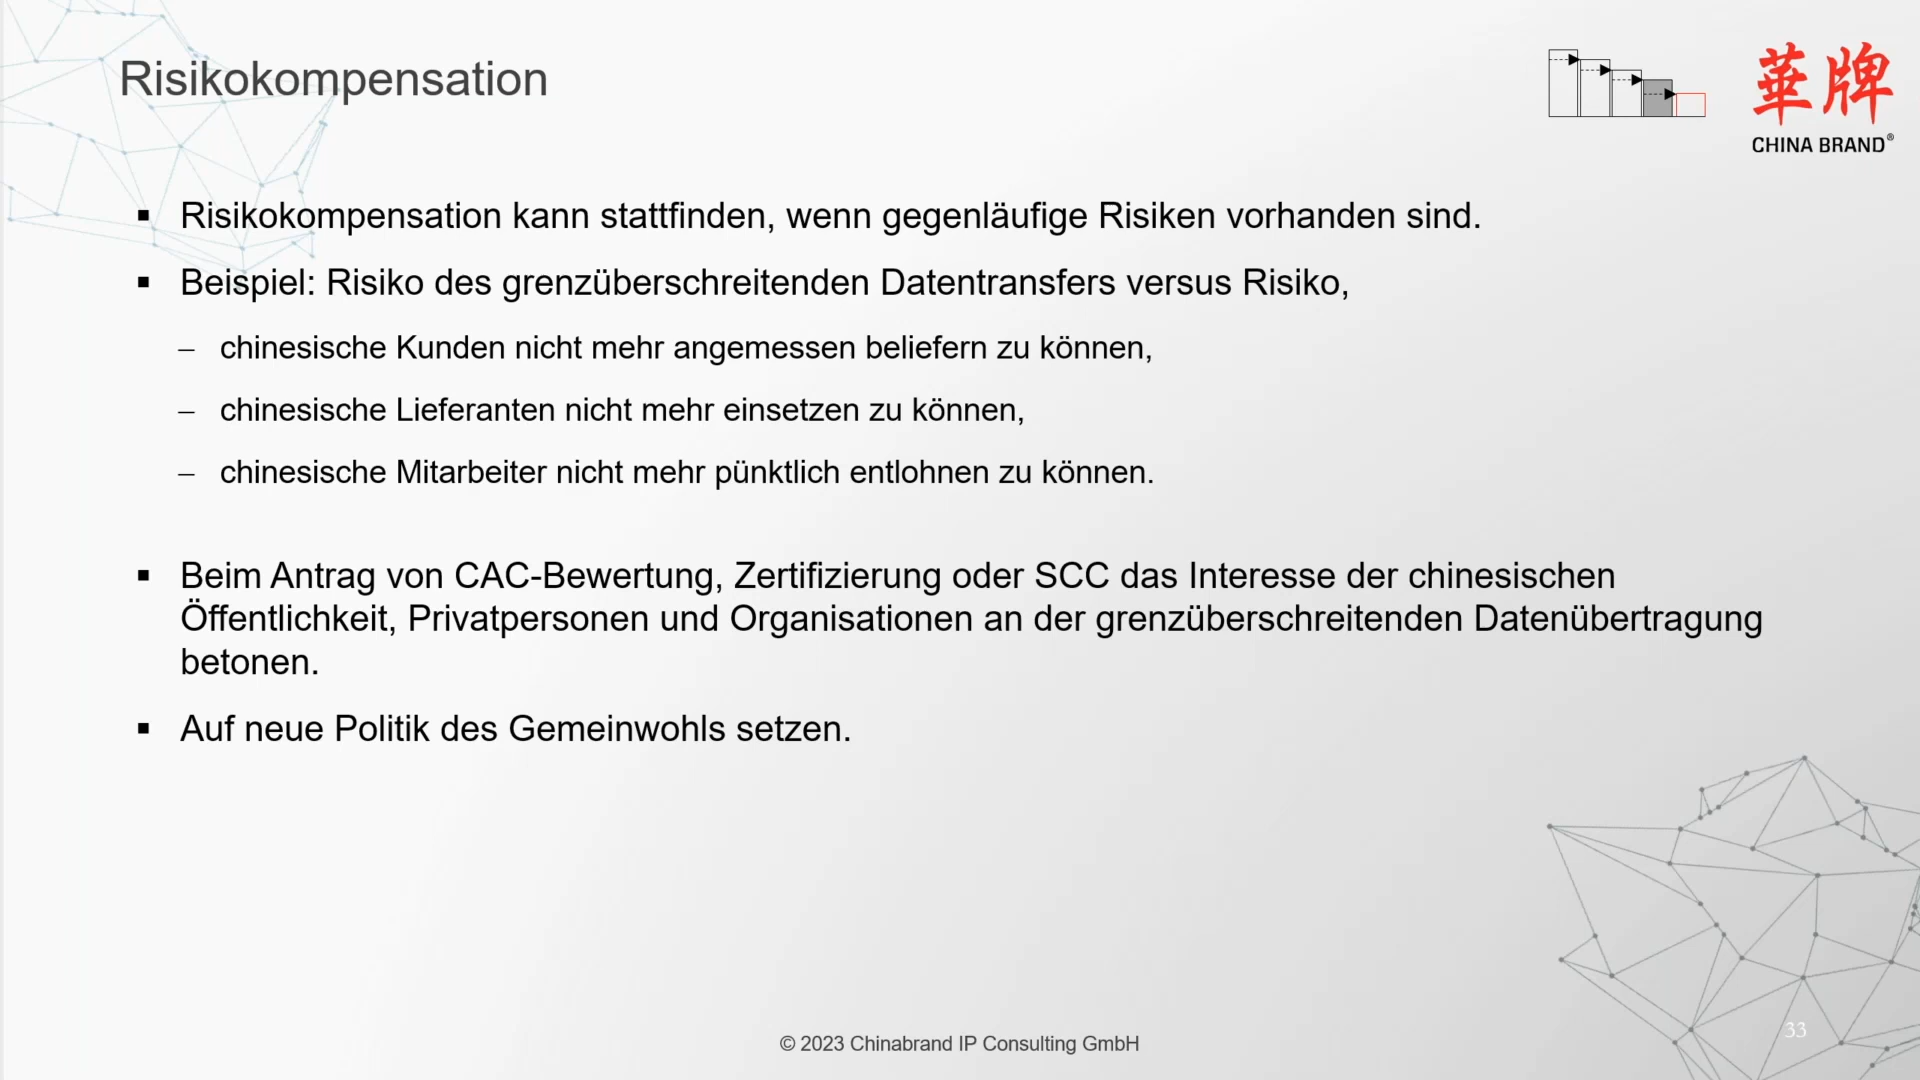 Risikokompensation
華牌
CHINA BRAND®
▪ Risikokompensation kann stattfinden, wenn gegenläufige Risiken vorhanden sind.
▪ Beispiel: Risiko des grenzüberschreitenden Datentransfers versus Risiko,
– chinesische Kunden nicht mehr angemessen beliefern zu können,
– chinesische Lieferanten nicht mehr einsetzen zu können,
– chinesische Mitarbeiter nicht mehr pünktlich entlohnen zu können.
▪ Beim Antrag von CAC-Bewertung, Zertifizierung oder SCC das Interesse der chinesischen
Öffentlichkeit, Privatpersonen und Organisationen an der grenzüberschreitenden Datenübertragung
betonen.
▪ Auf neue Politik des Gemeinwohls setzen.
© 2023 Chinabrand IP Consulting GmbH
33